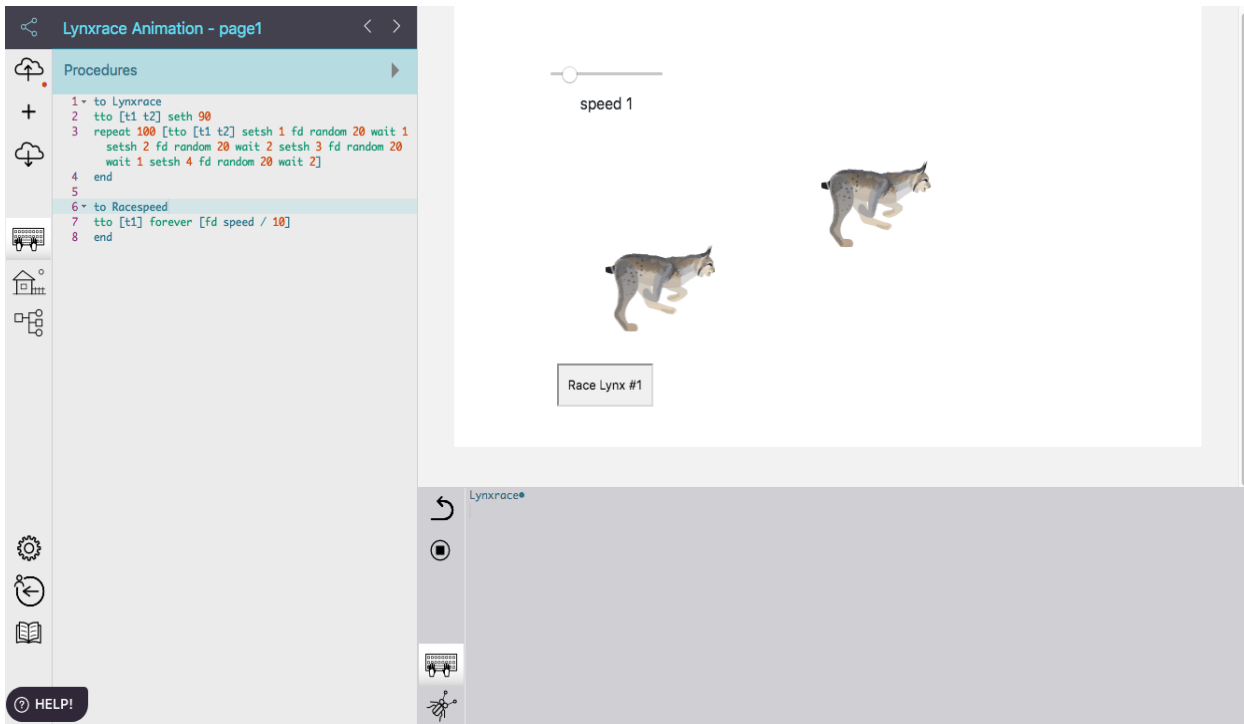 Lynxrace Animation - page1
Procedures
1 to Lynxrace
2 tto [t1 t2] seth 90
3 repeat 100 [tto [t1 t2] setsh 1 fd random 20 wait 1
setsh 2 fd random 20 wait 2 setsh 3 fd random 20
wait 1 setsh 4 fd random 20 wait 2]
4 end
5
6 to Racespeed
7 tto [t1] forever [fd speed / 10]
8 end
speed 1
Race Lynx #1
Lynxrace
? HELP!